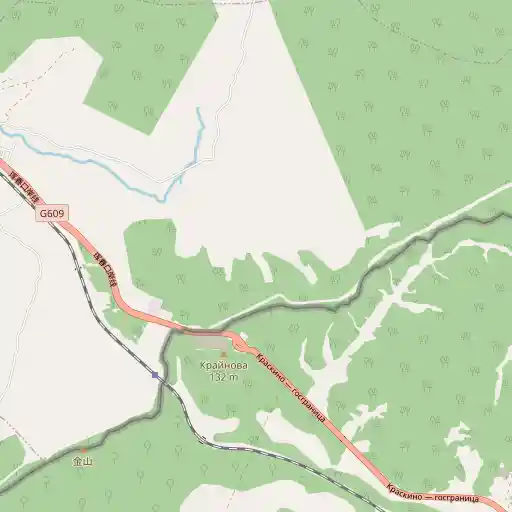 珲春口岸线
G609
珲春口岸线
Крайнова
132 m
Краскино — госграница
金山
Краскино — госграница